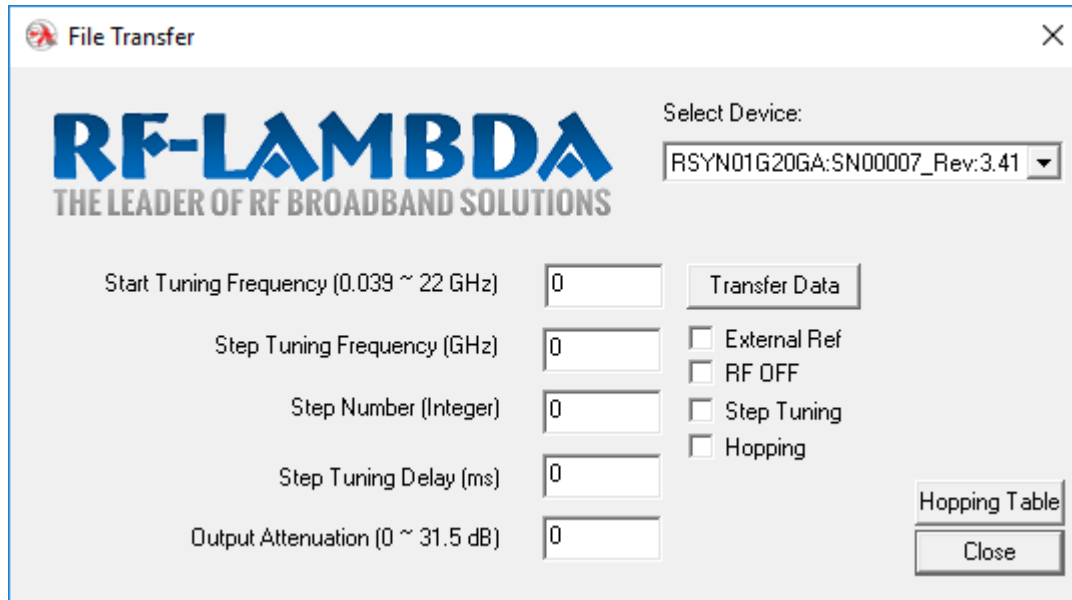 File Transfer
RF-LAMBDA
THE LEADER OF RF BROADBAND SOLUTIONS
Select Device:
RSYN01G20GA:SN00007_Rev:3.41
Start Tuning Frequency (0.039 ~ 22 GHz)
0
Transfer Data
Step Tuning Frequency (GHz)
0
External Ref
RF OFF
Step Number (Integer)
0
Step Tuning
Hopping
Step Tuning Delay (ms)
0
Hopping Table
Output Attenuation (0 ~ 31.5 dB)
0
Close